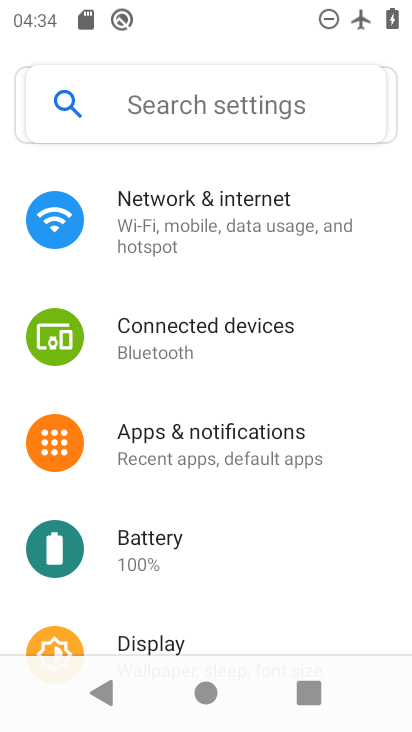 04:34
Search settings
Network & internet
Wi-Fi, mobile, data usage, and
hotspot
Connected devices
Bluetooth
Apps & notifications
Recent apps, default apps
Battery
100%
Display
Wallpaper, sleep, font size